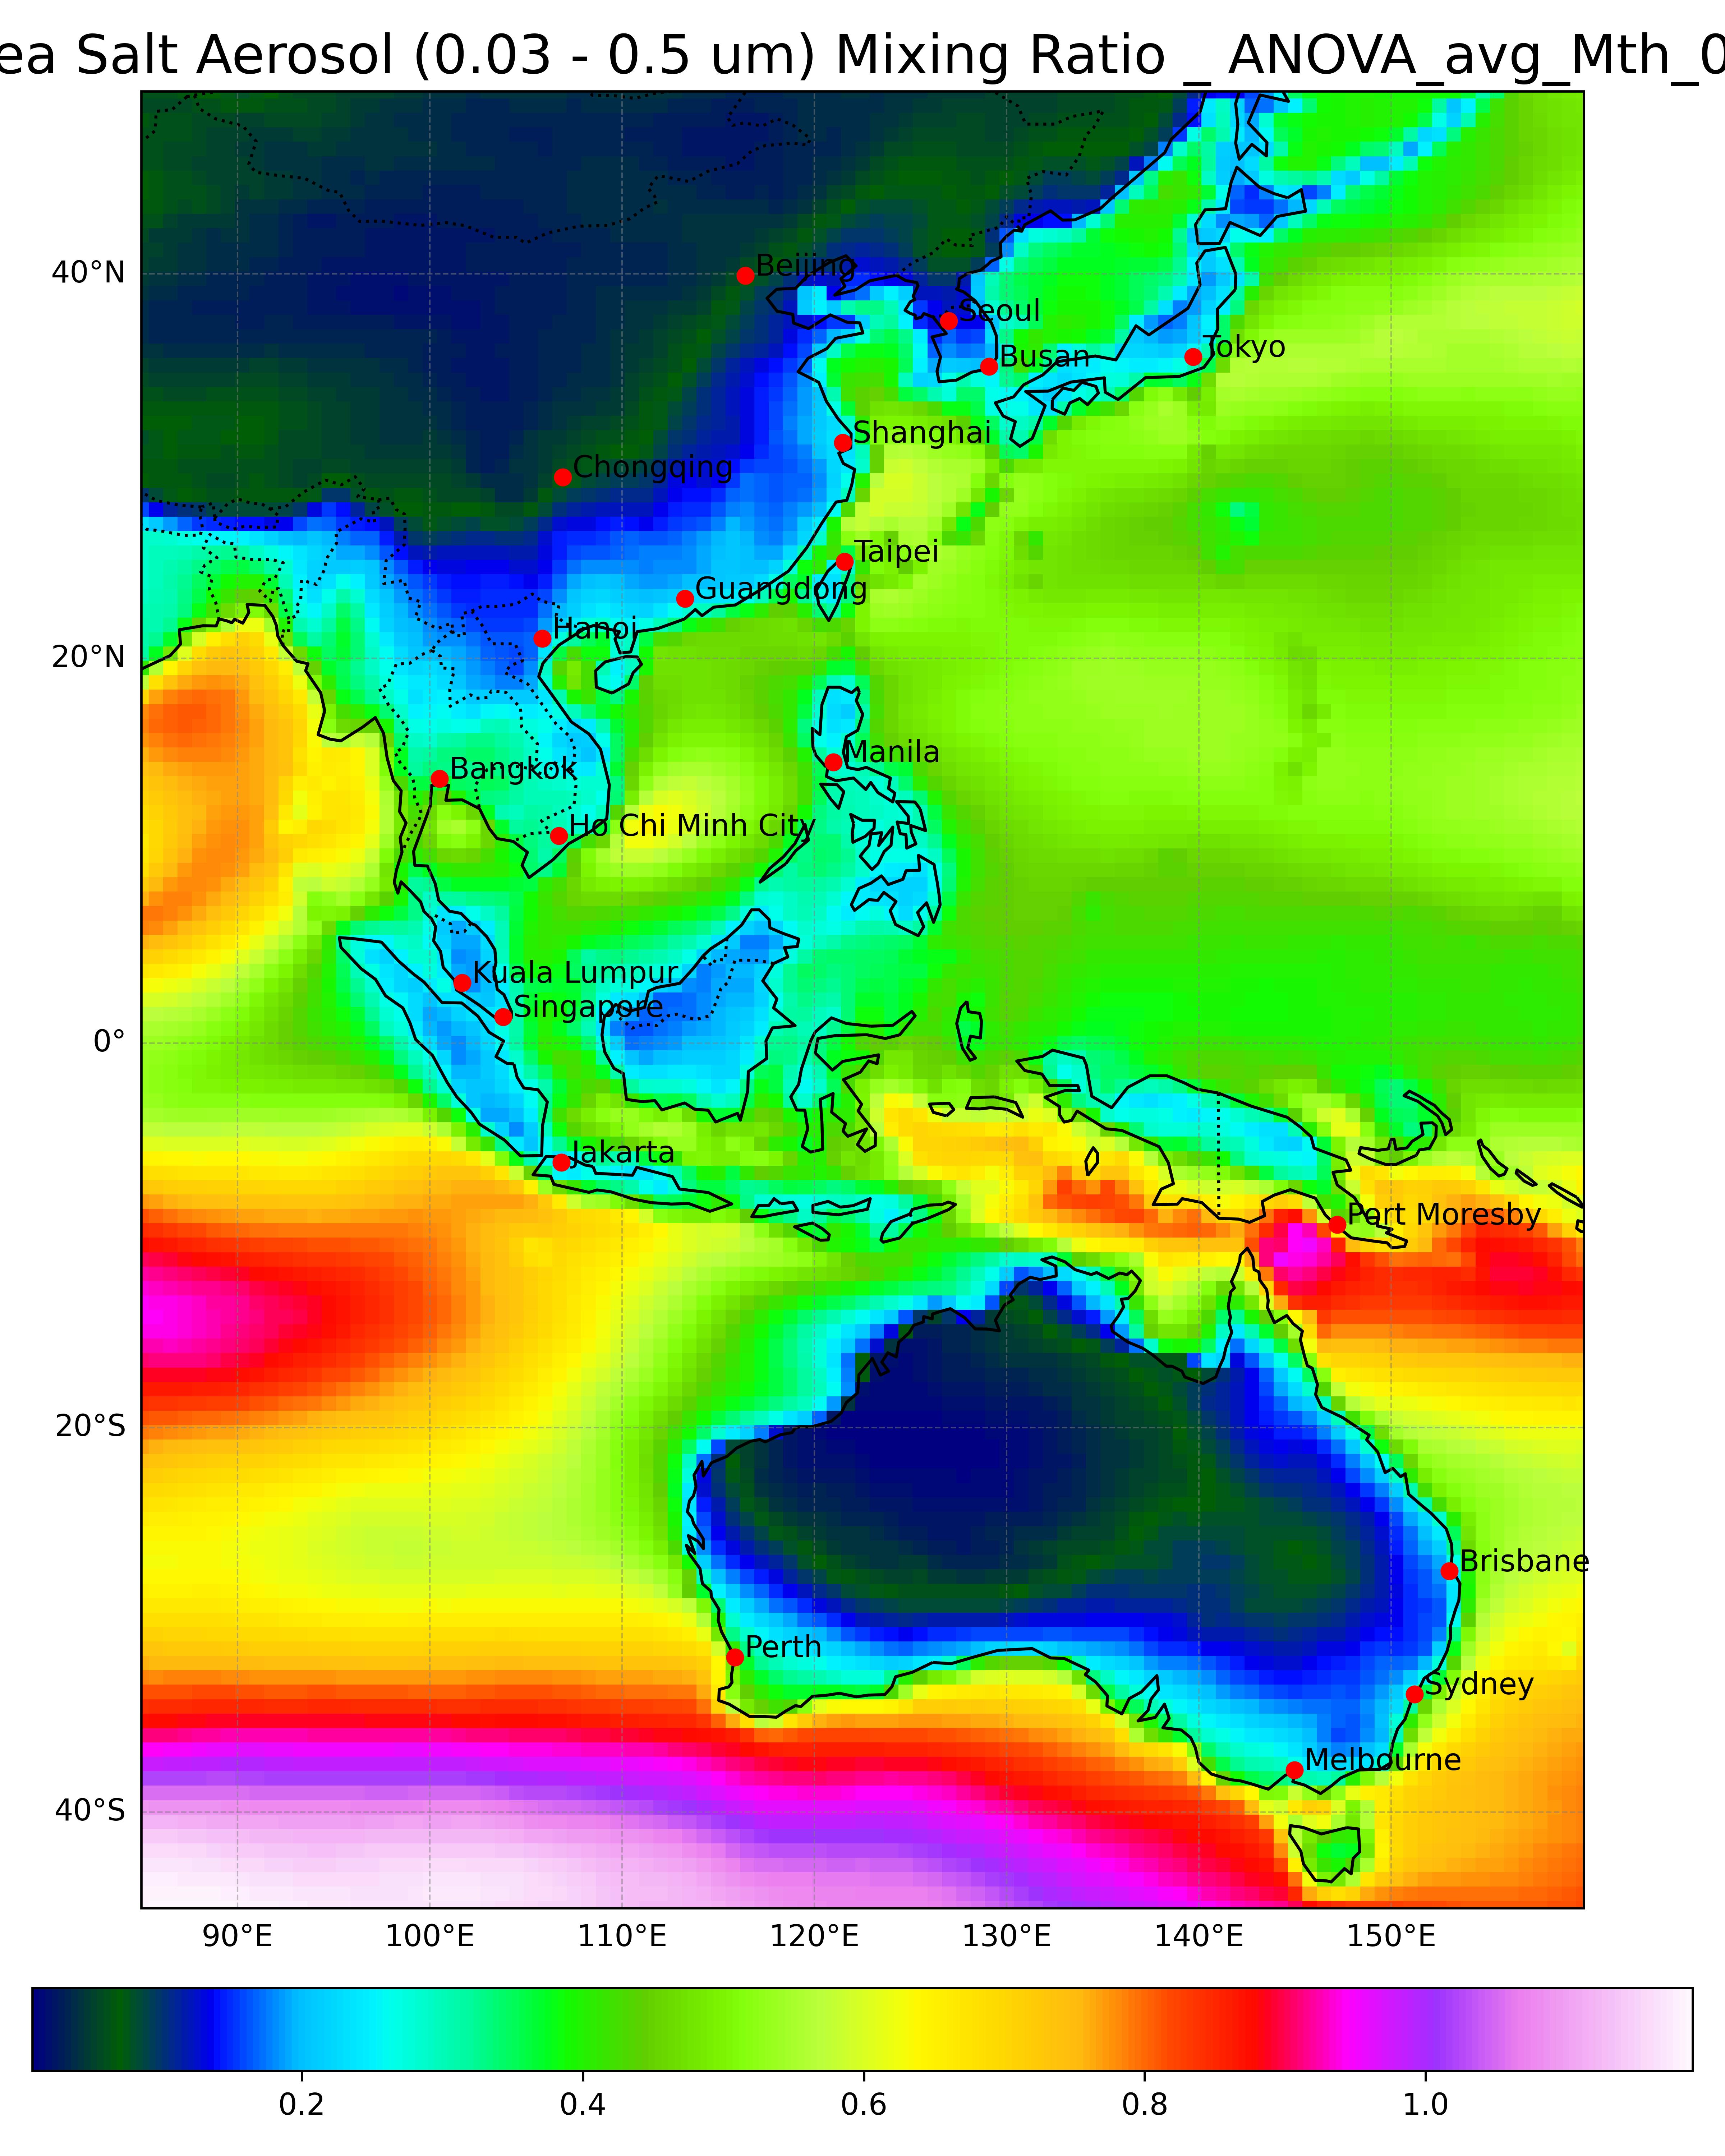 ea Salt Aerosol (0.03 - 0.5 um) Mixing Ratio _ ANOVA_avg_Mth_0
40°N
20°N
0°
20°S
40°S
Beijing
Seoul
Busan
Tokyo
Shanghai
Chongqing
Taipei
Guangdong
Hanoi
Manila
Bangkok
Ho Chi Minh City
Kuala Lumpur
Singapore
Jakarta
Port Moresby
Brisbane
Perth
Sydney
Melbourne
90°E 100°E 110°E 120°E 130°E 140°E 150°E
0.2 0.4 0.6 0.8 1.0